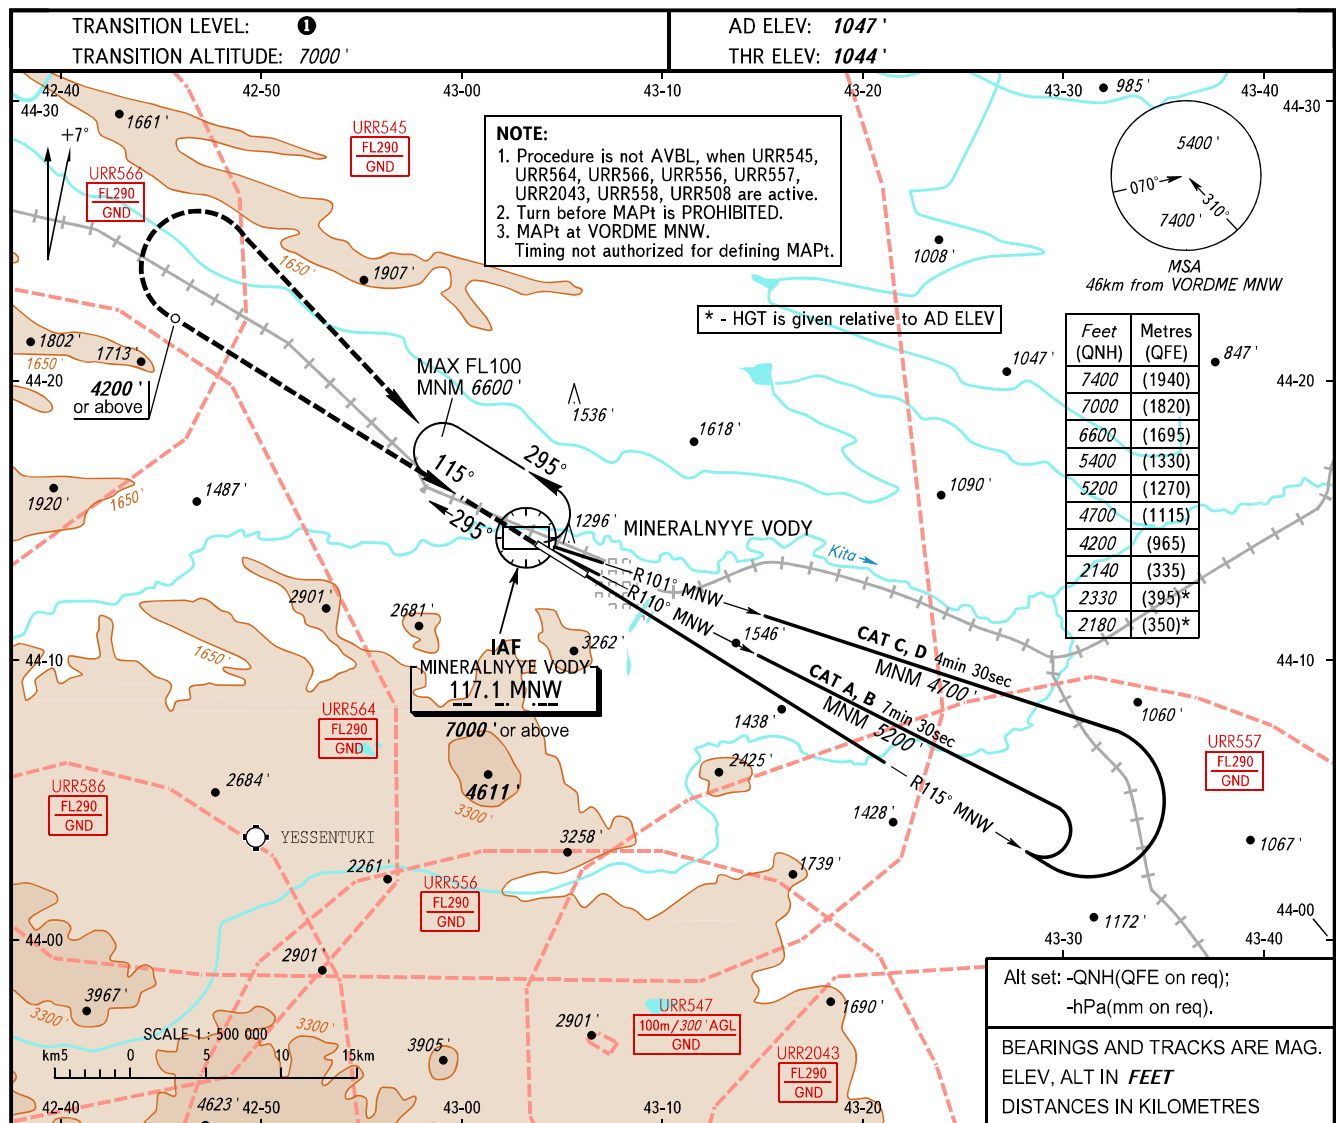 TRANSITION LEVEL: 1
TRANSITION ALTITUDE: 7000 '
AD ELEV: 1047 '
THR ELEV: 1044 '
42-40
42-50
43-00
43-10
43-20
43-30
43-40
44-30
44-30
985 '
1661 '
+7°
URR545
FL290
GND
URR566
FL290
GND
NOTE:
1. Procedure is not AVBL, when URR545,
URR564, URR566, URR556, URR557,
URR2043, URR558, URR508 are active.
2. Turn before MAPt is PROHIBITED.
3. MAPt at VORDME MNW.
Timing not authorized for defining MAPt.
5400 '
070°
310°
7400 '
MSA
46km from VORDME MNW
1008 '
1650 '
1907 '
* - HGT is given relative to AD ELEV
Feet (QNH) Metres (QFE)
7400 (1940)
7000 (1820)
6600 (1695)
5400 (1330)
5200 (1270)
4700 (1115)
4200 (965)
2140 (335)
2330 (395)*
2180 (350)*
1802 '
1713 '
1650 '
44-20
4200 '
or above
MAX FL100
MNM 6600 '
1536 '
1618 '
1047 '
847 '
44-20
295°
115°
295°
1920 '
1650 '
1487 '
1090 '
1296 '
MINERALNYYE VODY
Kita
R101° MNW
R110° MNW
2901 '
2681 '
3262 '
1546 '
1650 '
44-10
44-10
IAF
MINERALNYYE VODY
117.1 MNW
7000 ' or above
CAT C, D 4min 30sec
MNM 4700 '
CAT A, B 7min 30sec
MNM 5200 '
1438 '
1060 '
URR564
FL290
GND
URR557
FL290
GND
R115° MNW
2425 '
2684 '
4611 '
3300 '
URR586
FL290
GND
YESSENTUKI
3258 '
1428 '
1067 '
2261 '
1739 '
URR556
FL290
GND
1172 '
44-00
44-00
43-30
43-40
2901 '
3967 '
3300 '
3300 '
SCALE 1 : 500 000
km5 0 5 10 15km
2901 '
3905 '
URR547
100m/300 ' AGL
GND
1690 '
URR2043
FL290
GND
4623 '
42-40
42-50
43-00
43-10
43-20
Alt set: -QNH(QFE on req);
-hPa(mm on req).
BEARINGS AND TRACKS ARE MAG.
ELEV, ALT IN FEET
DISTANCES IN KILOMETRES